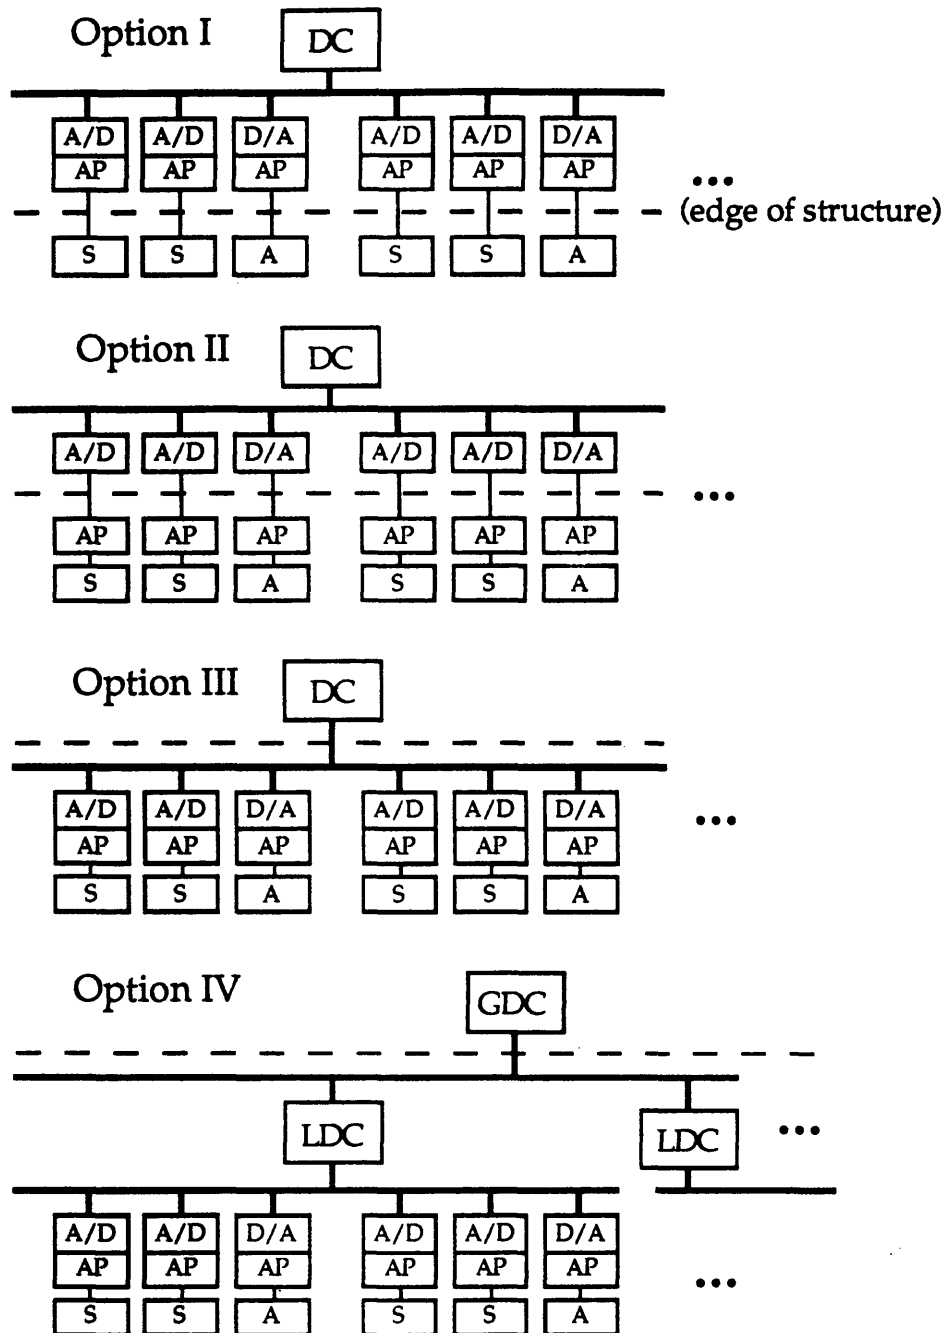 Option I DC
A/D A/D D/A A/D A/D D/A
AP AP AP AP AP AP
...
(edge of structure)
S S A S S A
Option II DC
A/D A/D D/A A/D A/D D/A
...
AP AP AP AP AP AP
S S A S S A
Option III DC
A/D A/D D/A A/D A/D D/A
...
AP AP AP AP AP AP
S S A S S A
Option IV GDC
LDC LDC ...
A/D A/D D/A A/D A/D D/A
AP AP AP AP AP AP
...
S S A S S A